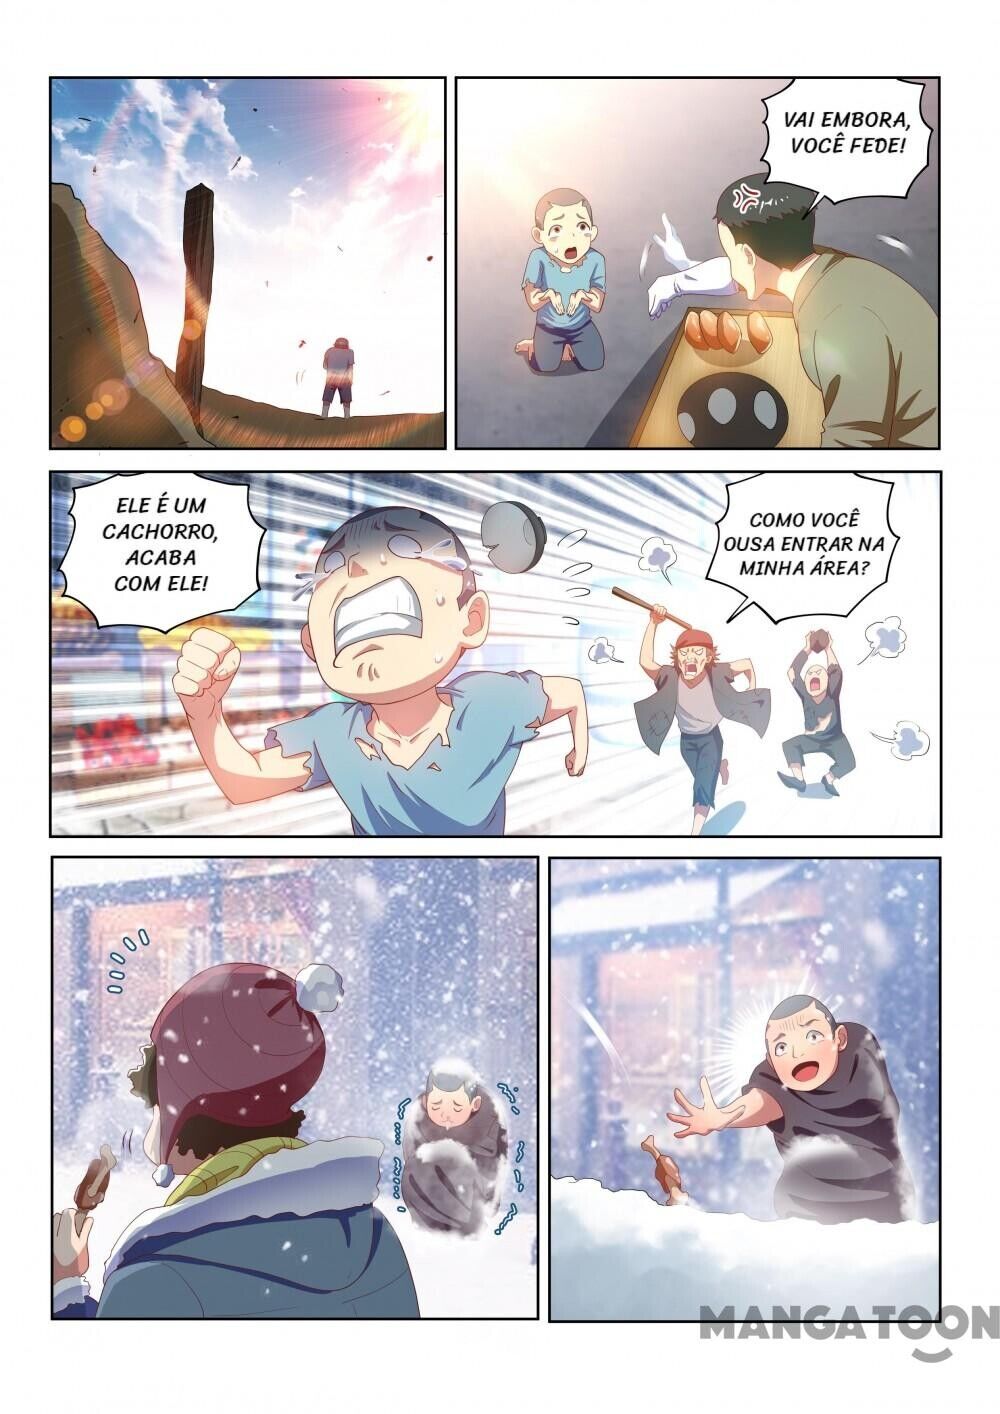 VAI EMBORA,
VOCÊ FEDE!
ELE É UM
CACHORRO,
ACABA
COM ELE!
COMO VOCÊ
OUSA ENTRAR NA
MINHA ÁREA?
MANGATOON